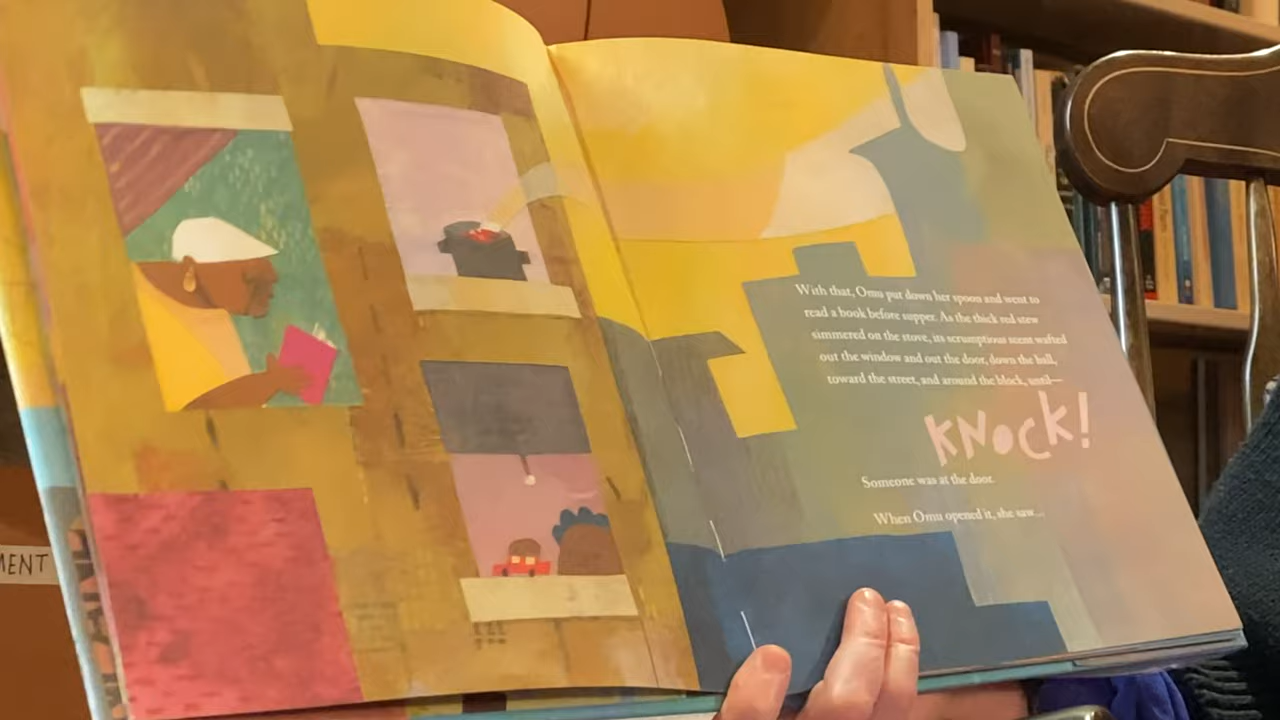 MENT
With that, Omu put down her spoon and went to
read a book before supper. As the thick red stew
simmered on the stove, its scrumptious scent wafted
out the window and out the door, down the hall,
toward the street, and around the block, until—
KNOCK!
Someone was at the door.
When Omu opened it, she saw...